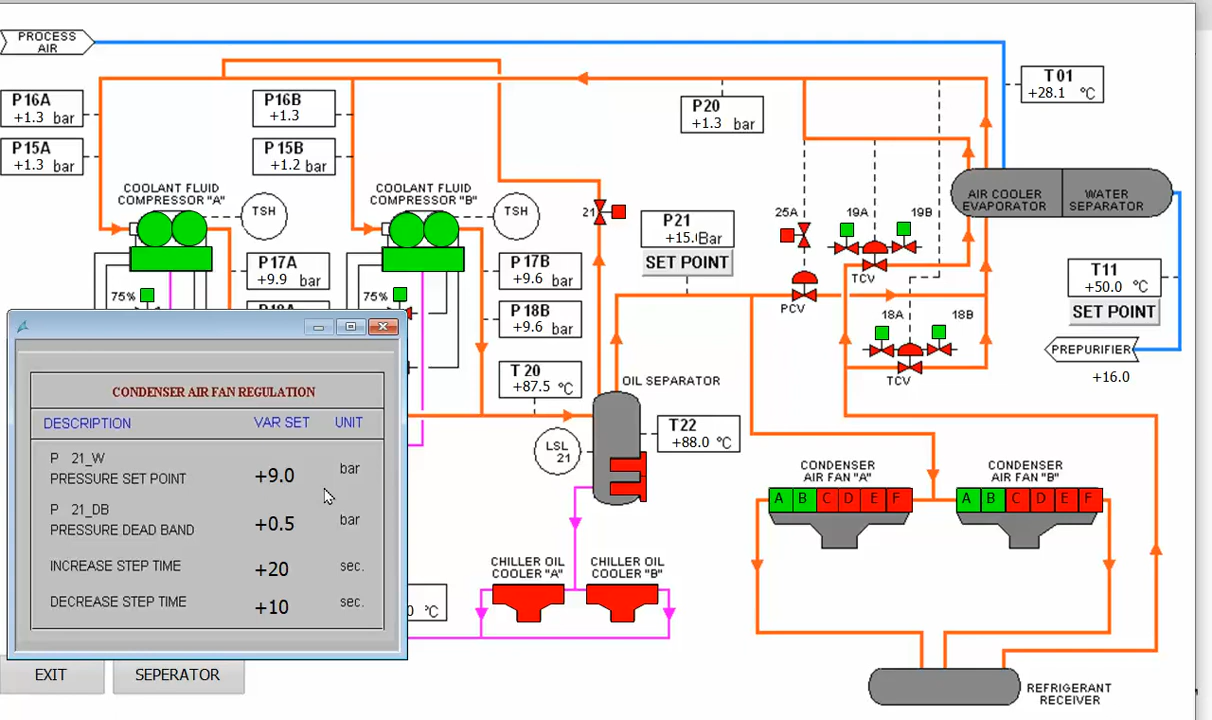 PROCESS
AIR
P16A
+1.3 bar
P15A
+1.3 bar
P16B
+1.3
P15B
+1.2 bar
P20
+1.3 bar
T01
+28.1 °C
COOLANT FLUID
COMPRESSOR "A"
TSH
COOLANT FLUID
COMPRESSOR "B"
TSH
21
P21
Bar
SET POINT
25A
19A
19B
TCV
PCV
AIR COOLER
EVAPORATOR
WATER
SEPARATOR
P17A
+9.9 bar
75%
P17B
+9.6 bar
75%
P18B
+9.6 bar
T11
+50.0 °C
SET POINT
18A
18B
TCV
PREPURIFIER
+16.0
T 20
+87.5 °C
OIL SEPARATOR
T22
+88.0 °C
LSL
21
CONDENSER AIR FAN REGULATION
DESCRIPTION VAR SET UNIT
P 21_W
PRESSURE SET POINT +9.0 bar
P 21_DB
PRESSURE DEAD BAND +0.5 bar
INCREASE STEP TIME +20 sec.
DECREASE STEP TIME +10 sec.
CONDENSER
AIR FAN "A"
A B C D E F
CONDENSER
AIR FAN "B"
A B C D E F
CHILLER OIL
COOLER "A"
CHILLER OIL
COOLER "B"
0 °C
EXIT
SEPERATOR
REFRIGERANT
RECEIVER